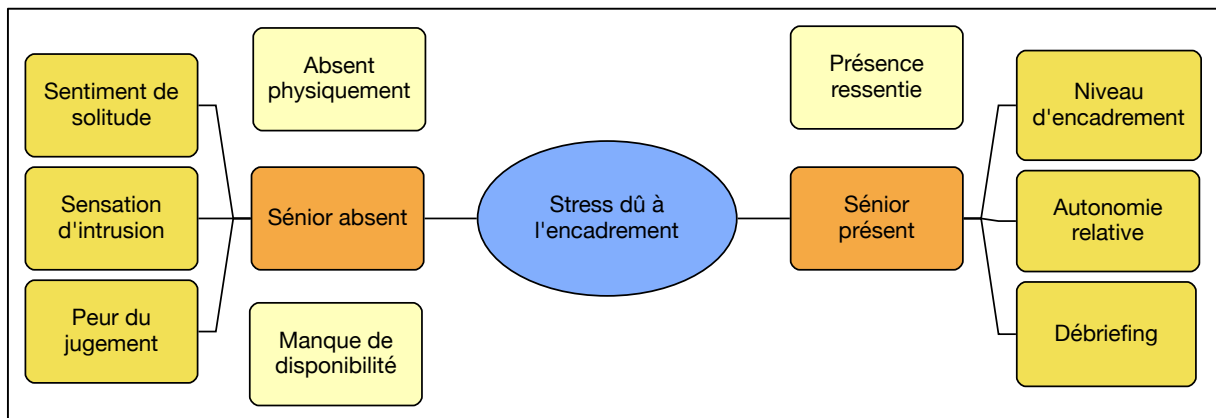 Sentiment de
solitude
Absent
physiquement
Présence
ressentie
Niveau
d'encadrement
Sensation
d'intrusion
Sénior absent
Stress dû à
l'encadrement
Sénior
présent
Autonomie
relative
Peur du
jugement
Manque de
disponibilité
Débriefing